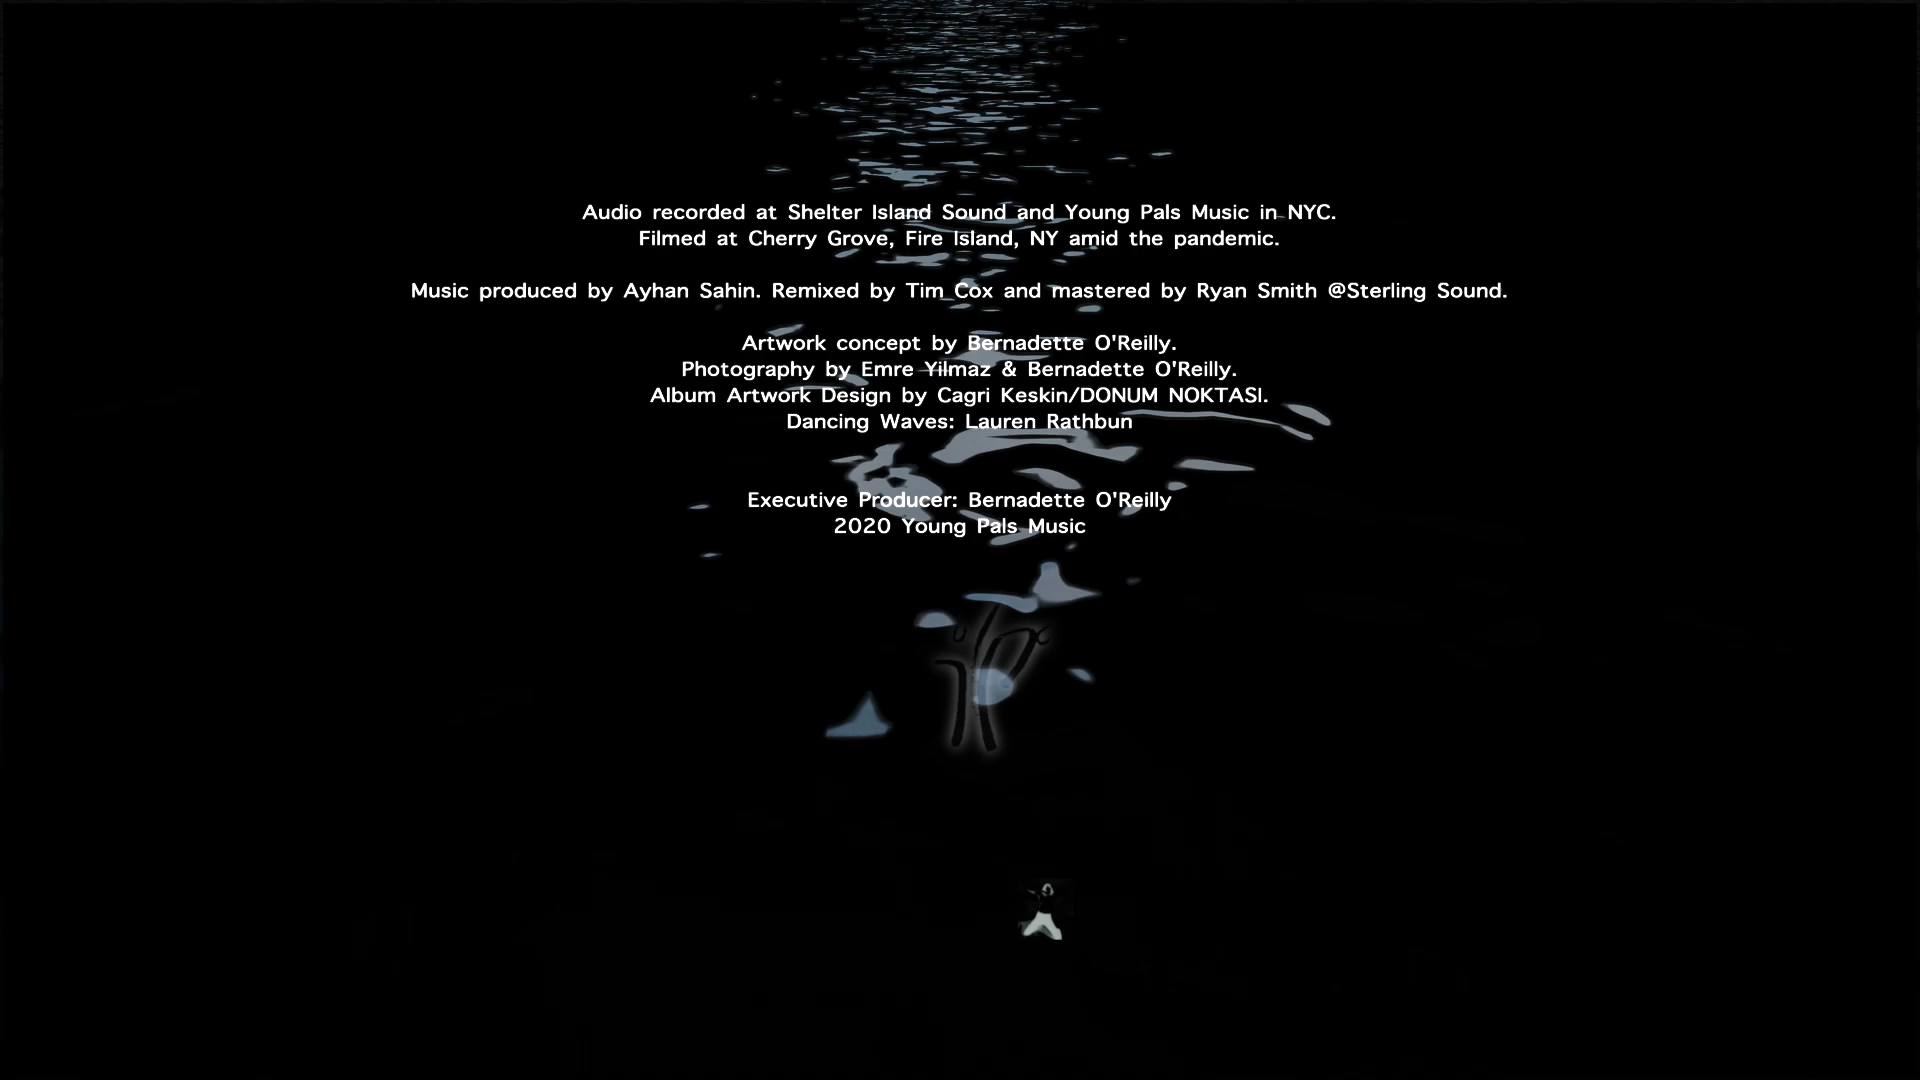 Audio recorded at Shelter Island Sound and Young Pals Music in NYC.
Filmed at Cherry Grove, Fire Island, NY amid the pandemic.
Music produced by Ayhan Sahin. Remixed by Tim Cox and mastered by Ryan Smith @Sterling Sound.
Artwork concept by Bernadette O'Reilly.
Photography by Emre Yilmaz & Bernadette O'Reilly.
Album Artwork Design by Cagri Keskin/DONUM NOKTASI.
Dancing Waves: Lauren Rathbun
Executive Producer: Bernadette O'Reilly
2020 Young Pals Music